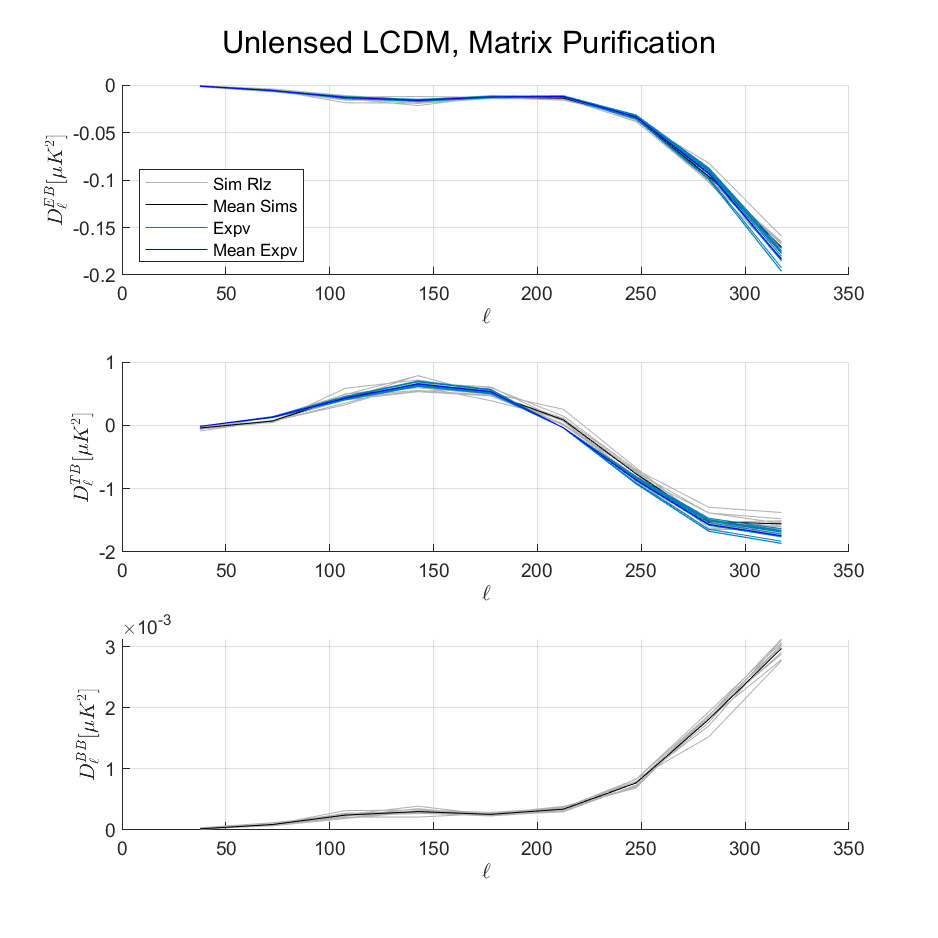 Unlensed LCDM, Matrix Purification
0
-0.05
-0.1
-0.15
-0.2
D_ℓ^{EB}[μK^2]
Sim Rlz
Mean Sims
Expv
Mean Expv
0 50 100 150 200 250 300 350
ℓ
1
0
-1
-2
D_ℓ^{TB}[μK^2]
0 50 100 150 200 250 300 350
ℓ
×10^{-3}
3
2
1
0
D_ℓ^{BB}[μK^2]
0 50 100 150 200 250 300 350
ℓ